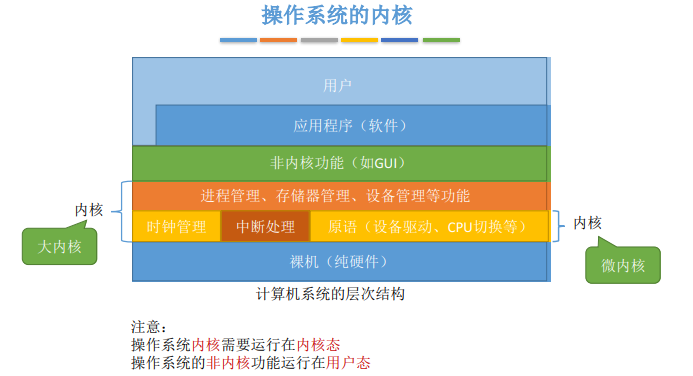 操作系统的内核
用户
应用程序（软件）
非内核功能（如GUI）
进程管理、存储器管理、设备管理等功能
内核
时钟管理
中断处理
原语（设备驱动、CPU切换等）
内核
大内核
微内核
裸机（纯硬件）
计算机系统的层次结构
注意：
操作系统内核需要运行在内核态
操作系统的非内核功能运行在用户态